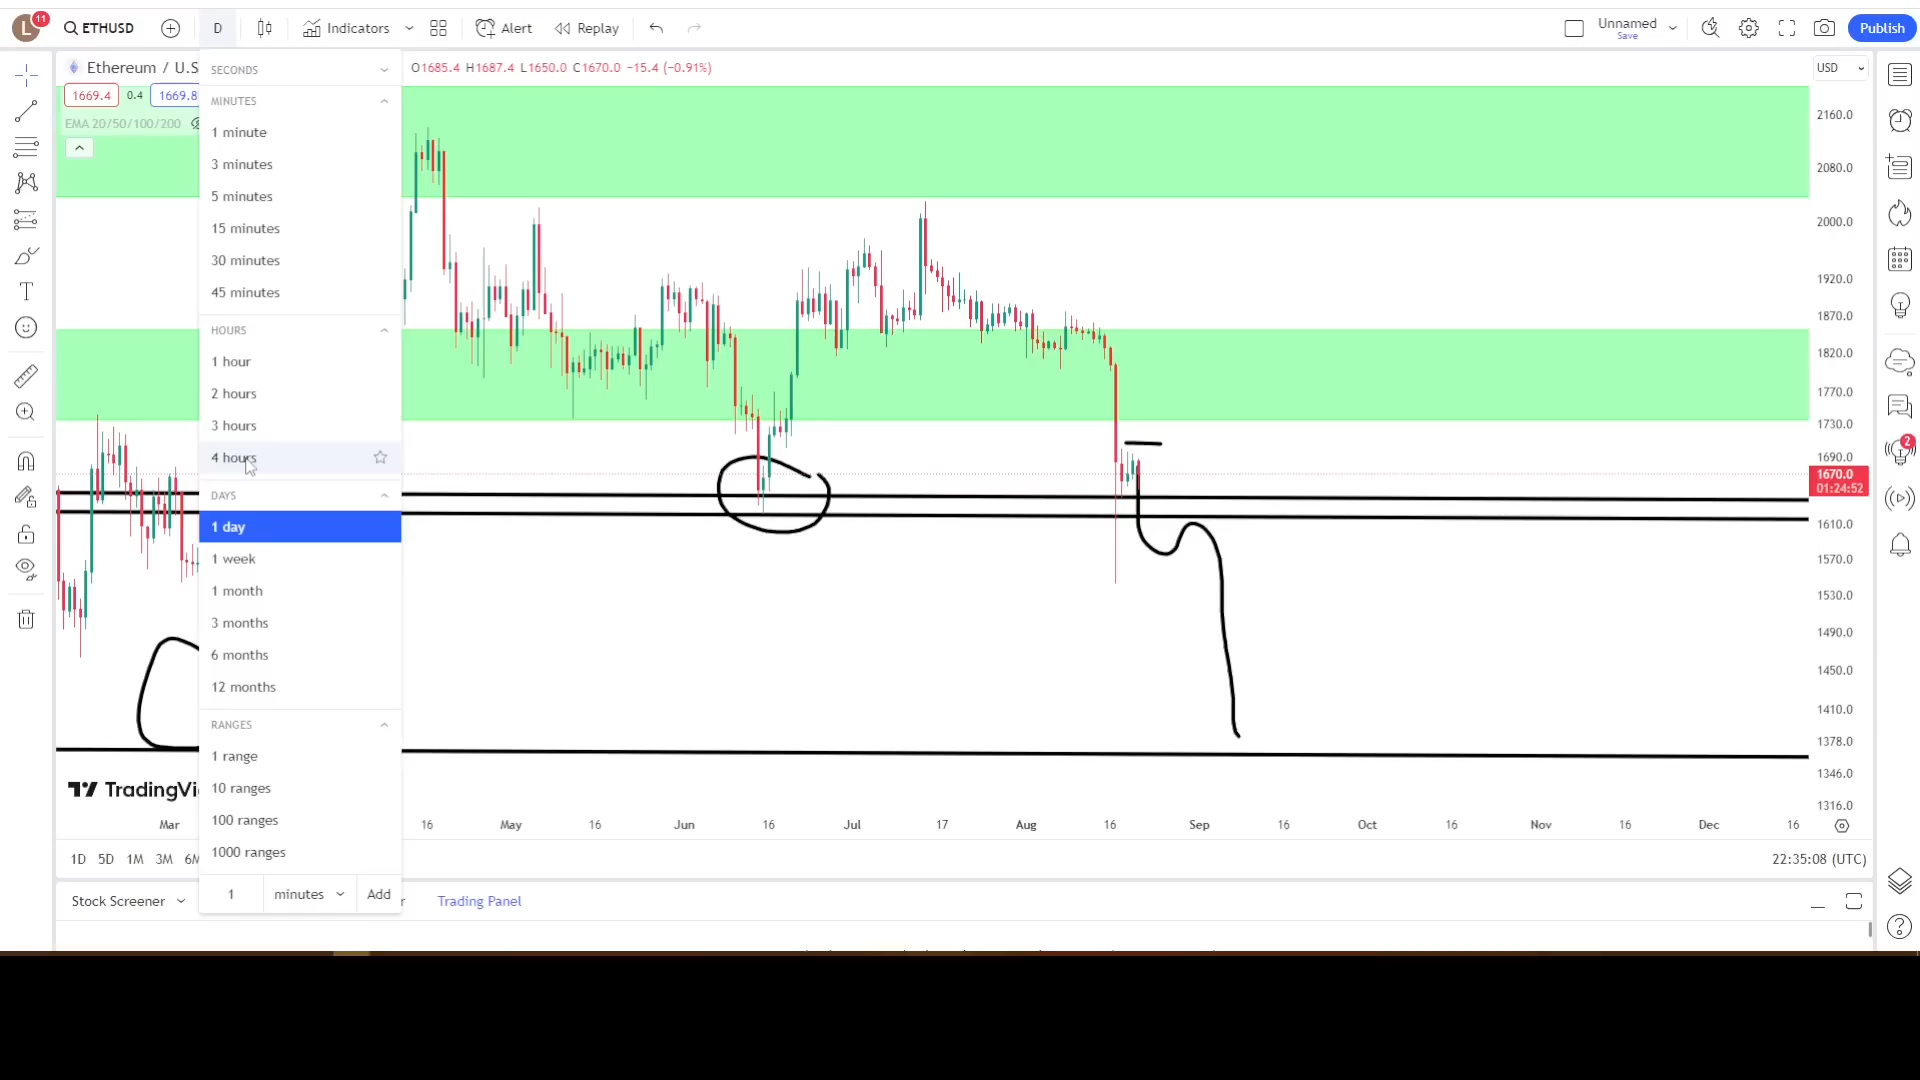 L 11 ETHUSD D Indicators Alert Replay Unnamed Save Publish
Ethereum / U.S O1685.4 H1687.4 L1650.0 C1670.0 −15.4 (−0.91%) USD
1669.4 0.4 1669.8
EMA 20/50/100/200
SECONDS
MINUTES
1 minute
3 minutes
5 minutes
15 minutes
30 minutes
45 minutes
HOURS
1 hour
2 hours
3 hours
4 hours
DAYS
1 day
1 week
1 month
3 months
6 months
12 months
RANGES
1 range
10 ranges
100 ranges
1000 ranges
1 minutes Add
2160.0
2080.0
2000.0
1920.0
1870.0
1820.0
1770.0
1730.0
1690.0
1670.0
01:24:52
1610.0
1570.0
1530.0
1490.0
1450.0
1410.0
1378.0
1346.0
1316.0
2
TradingVi
Mar 16 May 16 Jun 16 Jul 17 Aug 16 Sep 16 Oct 16 Nov 16 Dec 16
1D 5D 1M 3M 6M 22:35:08 (UTC)
Stock Screener r Trading Panel